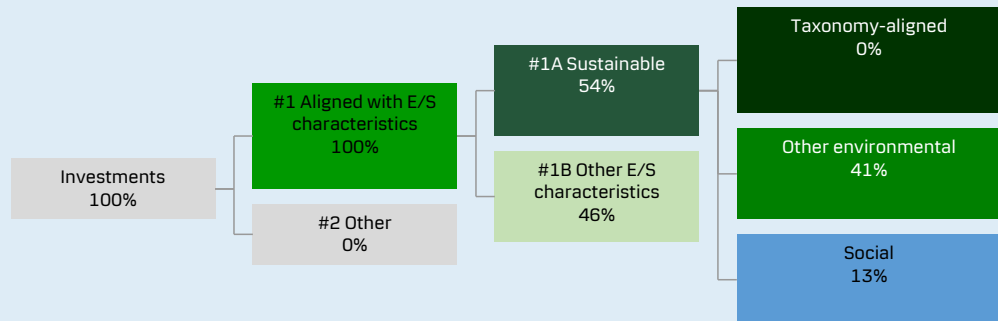 Investments
100%
#1 Aligned with E/S
characteristics
100%
#2 Other
0%
#1A Sustainable
54%
#1B Other E/S
characteristics
46%
Taxonomy-aligned
0%
Other environmental
41%
Social
13%